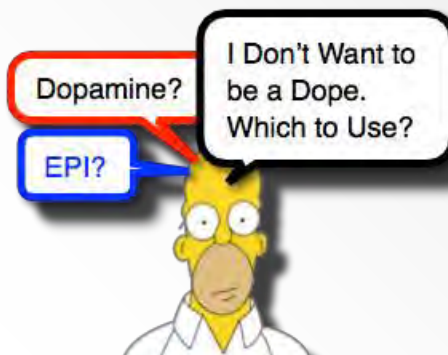 Dopamine?
EPI?
I Don't Want to
be a Dope.
Which to Use?